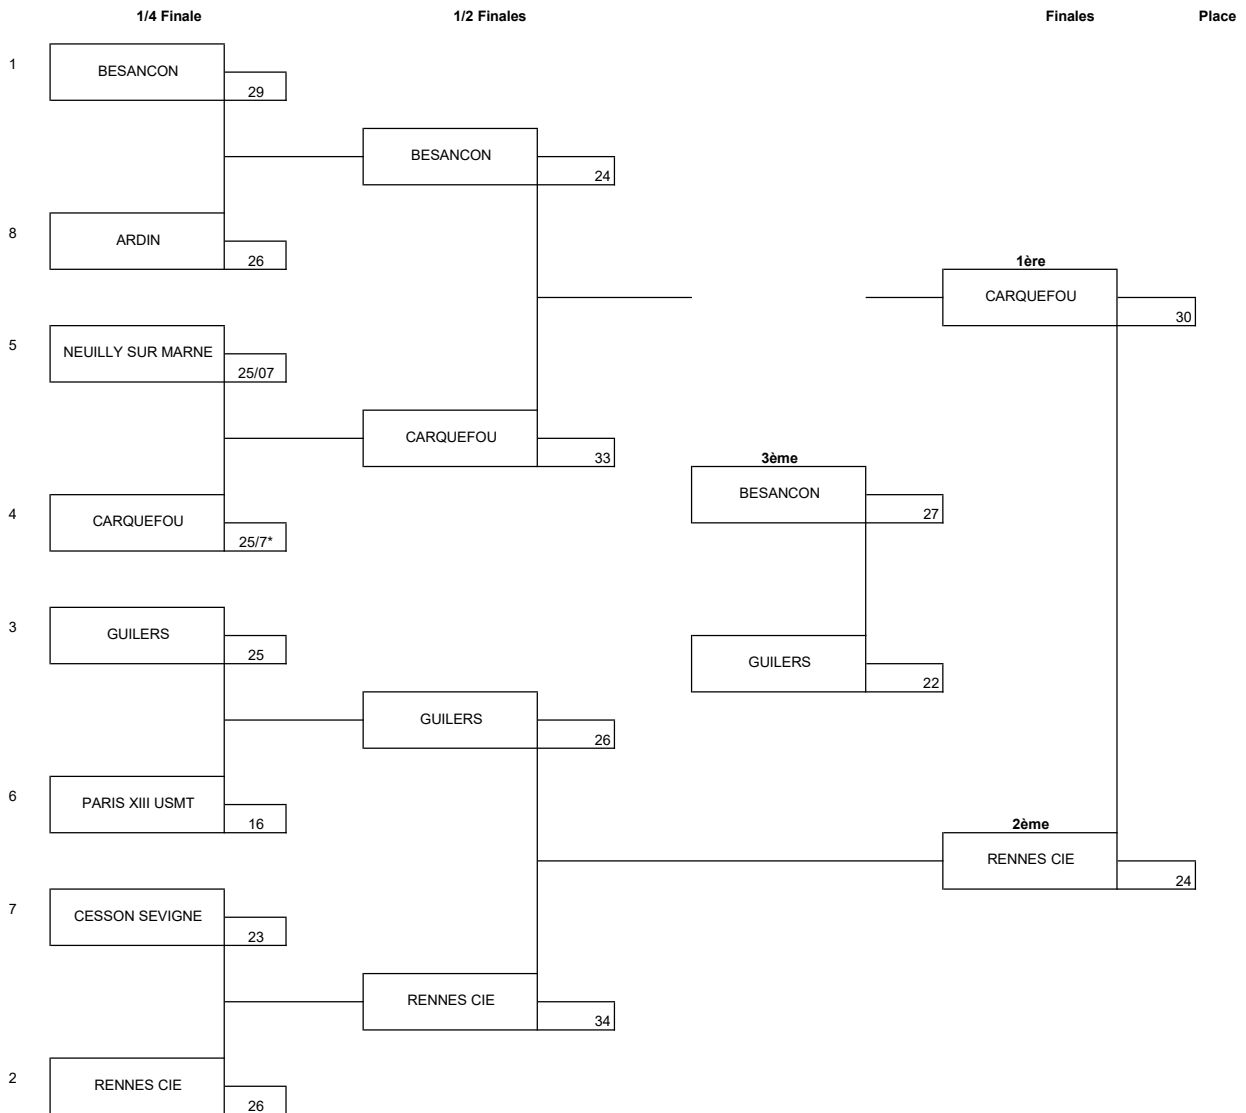 1/4 Finale 1/2 Finales Finales Place
1 BESANCON
29
BESANCON
24
8 ARDIN
26
1ère
CARQUEFOU
30
5 NEUILLY SUR MARNE
25/07
CARQUEFOU
33
3ème
BESANCON
27
4 CARQUEFOU
25/7*
3 GUILERS
25
GUILERS
22
GUILERS
26
6 PARIS XIII USMT
16
2ème
RENNES CIE
24
7 CESSON SEVIGNE
23
RENNES CIE
34
2 RENNES CIE
26